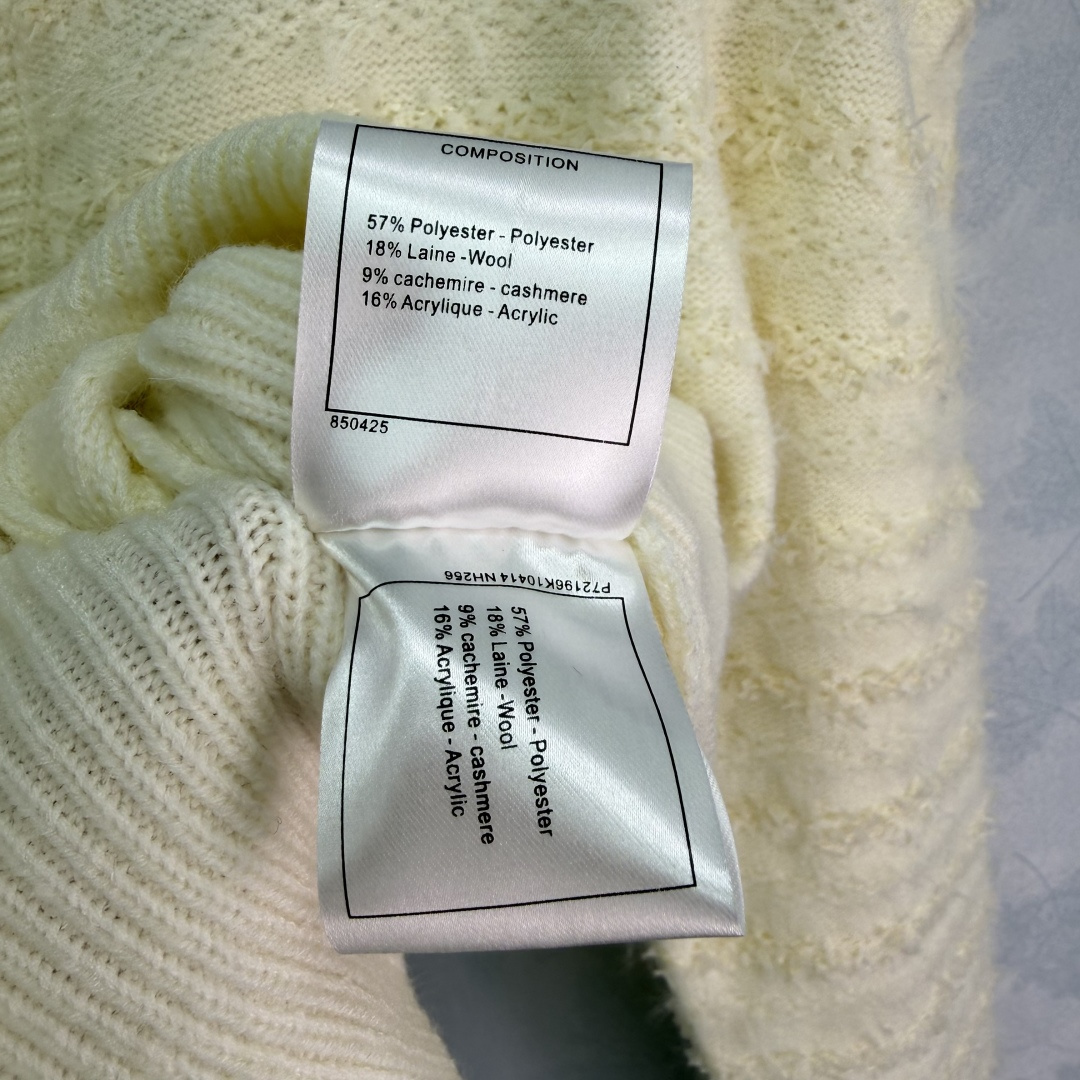 COMPOSITION
57% Polyester - Polyester
18% Laine -Wool
9% cachemire - cashmere
16% Acrylique - Acrylic
850425
P72196K10414 NH266
57% Polyester - Polyester
18% Laine -Wool
9% cachemire - cashmere
16% Acrylique - Acrylic